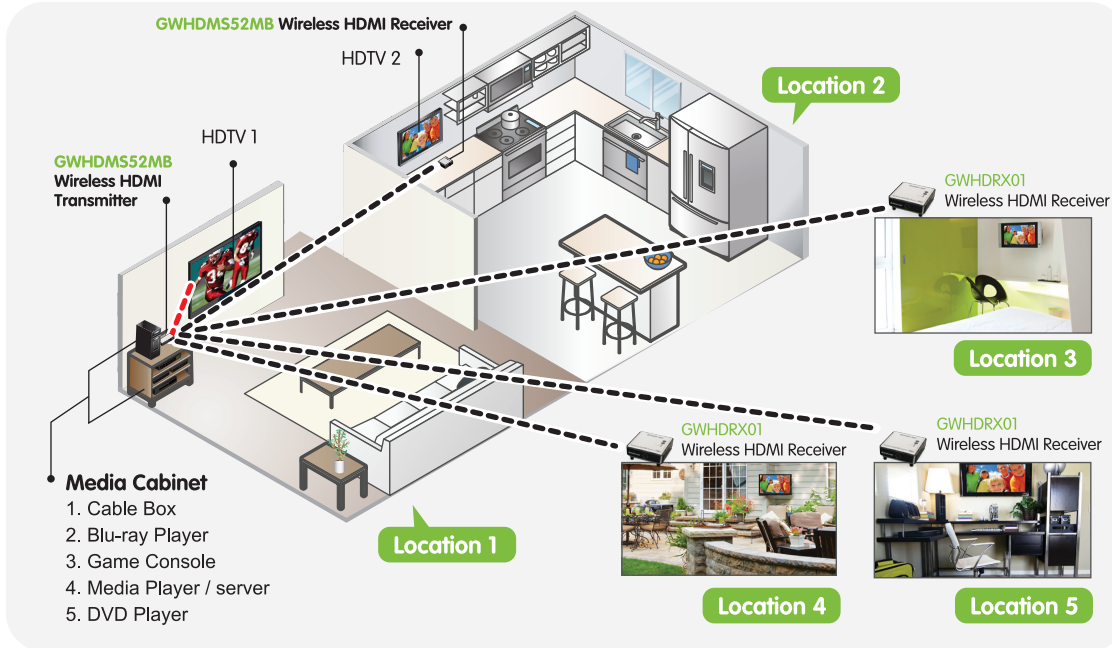 GWHDMS52MB Wireless HDMI Receiver
HDTV 2
Location 2
HDTV 1
GWHDMS52MB
Wireless HDMI
Transmitter
GWHDRX01
Wireless HDMI Receiver
Location 3
GWHDRX01
Wireless HDMI Receiver
GWHDRX01
Wireless HDMI Receiver
Media Cabinet
1. Cable Box
2. Blu-ray Player
3. Game Console
4. Media Player / server
5. DVD Player
Location 1
Location 4
Location 5